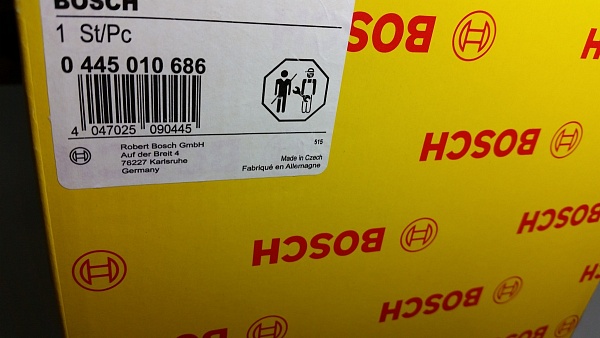 BOSCH
1 St/Pc
0 445 010 686
4 047025 090445
Robert Bosch GmbH
Auf der Breit 4
76227 Karlsruhe
Germany
515
Made in Czech
Fabriqué en Allemagne
BOSCH
BOSCH
BOSCH
BOSCH
BOSCH